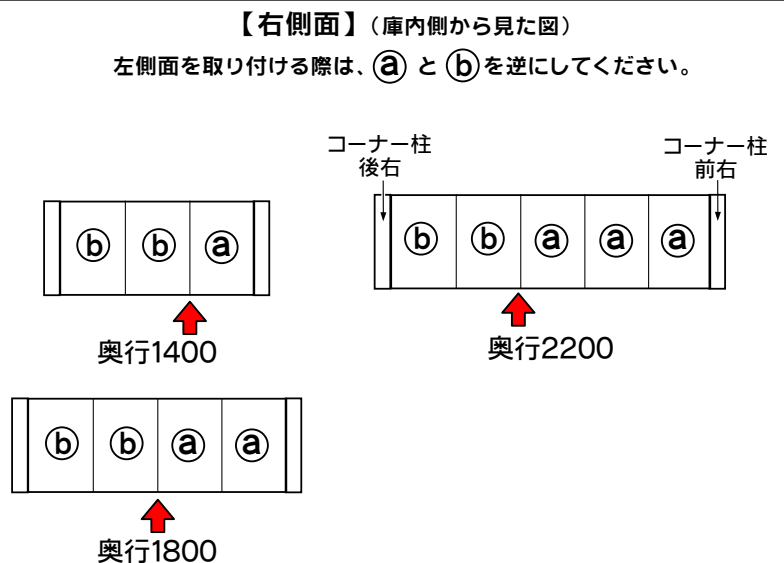 【右側面】（庫内側から見た図）
左側面を取り付ける際は、ⓐ と ⓑを逆にしてください。
コーナー柱
後右
コーナー柱
前右
ⓑ ⓑ ⓐ
奥行1400
ⓑ ⓑ ⓐ ⓐ ⓐ
奥行2200
ⓑ ⓑ ⓐ ⓐ
奥行1800